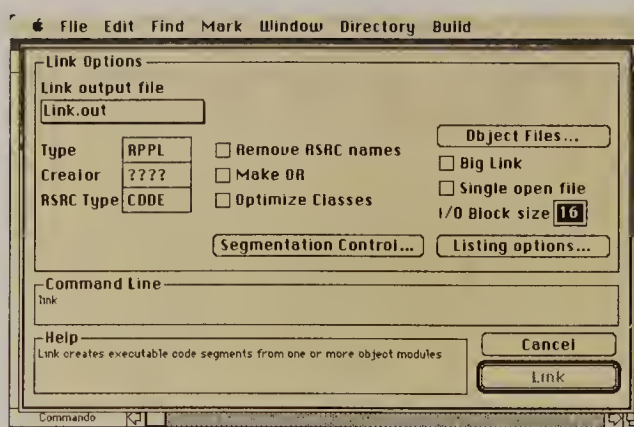 File Edit Find Mark Window Directory Build
Link Options
Link output file
Link.out
Type RPPL
Creator ????
RSRC Type CODE
Remove RSRC names
Make OR
Optimize Classes
Object Files...
Big Link
Single open file
I/O Block size 16
Segmentation Control...
Listing options...
Command Line
link
Help
Link creates executable code segments from one or more object modules
Cancel
Link
Commando